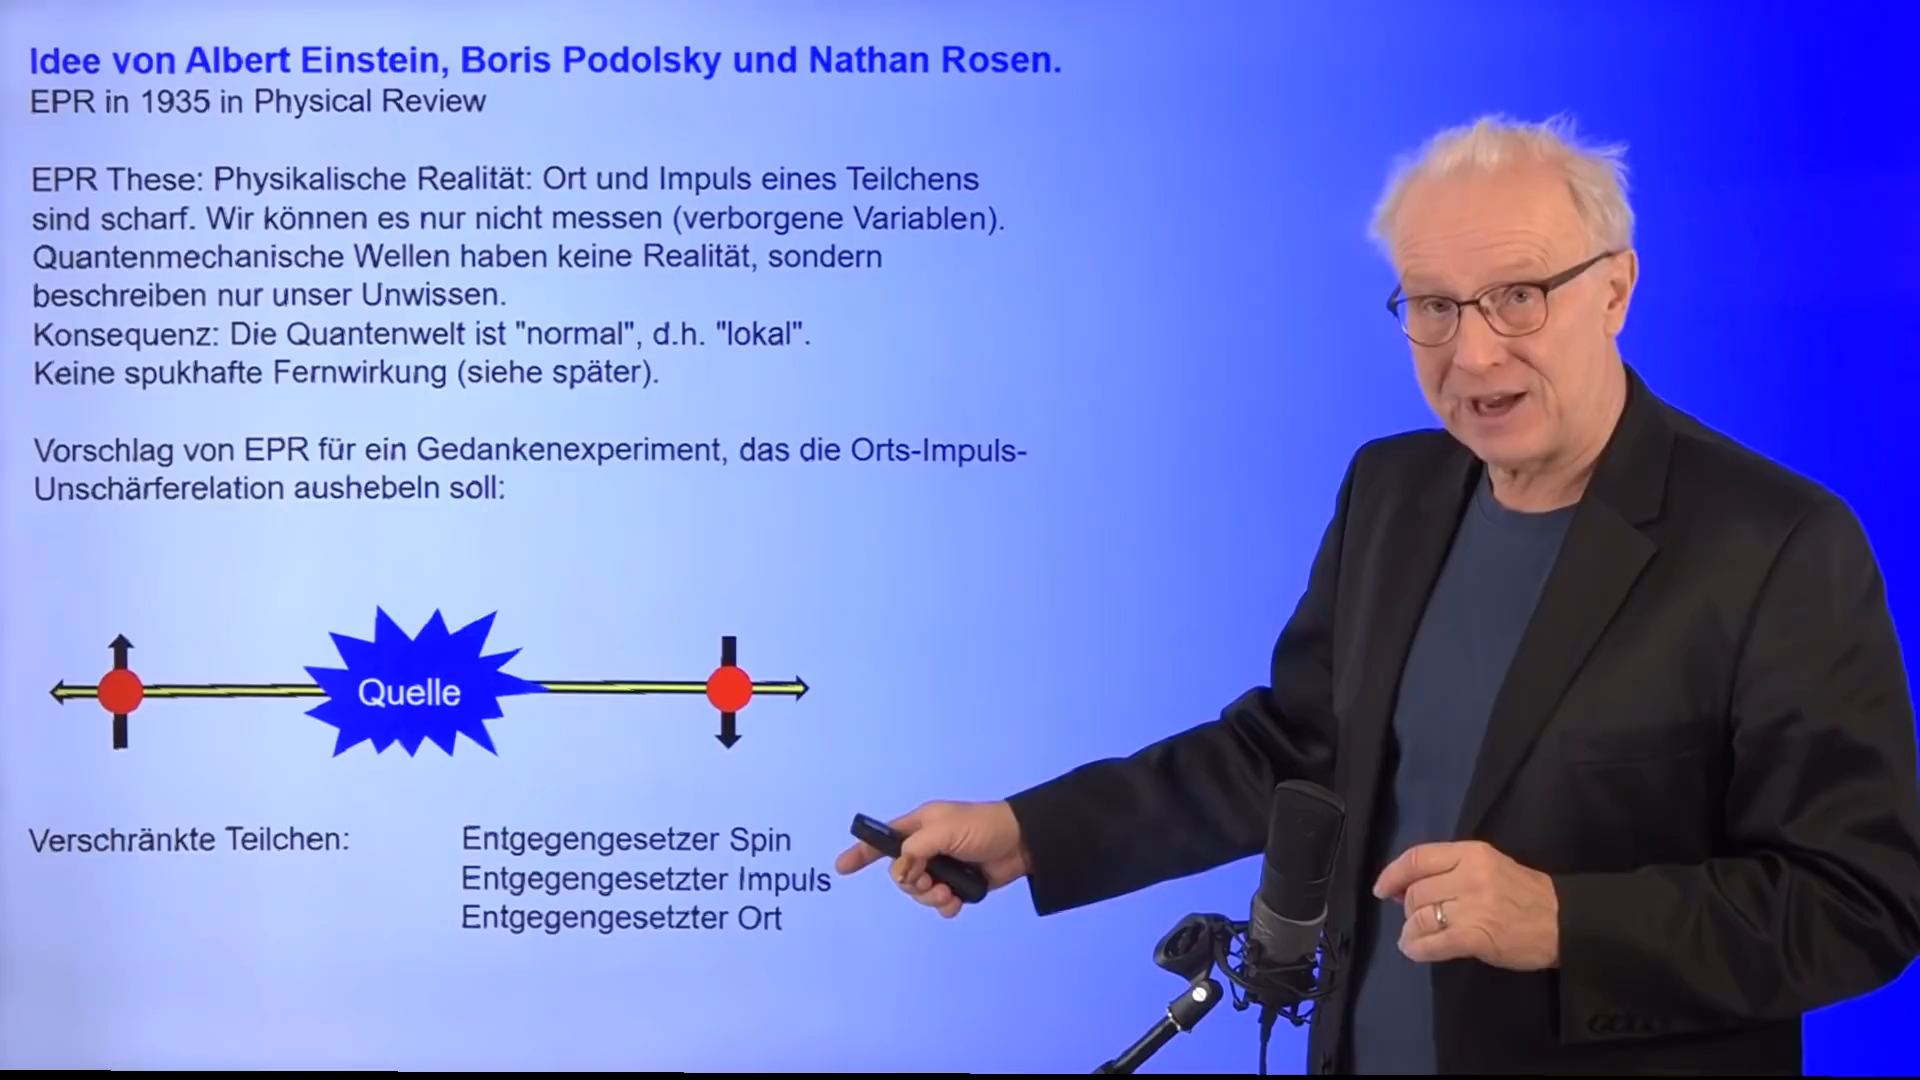 Idee von Albert Einstein, Boris Podolsky und Nathan Rosen.
EPR in 1935 in Physical Review
EPR These: Physikalische Realität: Ort und Impuls eines Teilchens
sind scharf. Wir können es nur nicht messen (verborgene Variablen).
Quantenmechanische Wellen haben keine Realität, sondern
beschreiben nur unser Unwissen.
Konsequenz: Die Quantenwelt ist "normal", d.h. "lokal".
Keine spukhafte Fernwirkung (siehe später).
Vorschlag von EPR für ein Gedankenexperiment, das die Orts-Impuls-
Unschärferelation aushebeln soll:
Quelle
Verschränkte Teilchen:
Entgegengesetzer Spin
Entgegengesetzter Impuls
Entgegengesetzter Ort